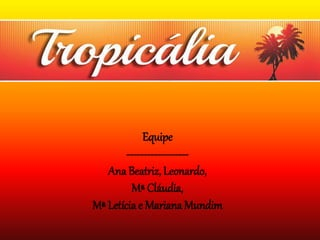 Tropicália
Equipe
------------------
Ana Beatriz, Leonardo,
Mª Cláudia,
Mª Letícia e Mariana Mundim